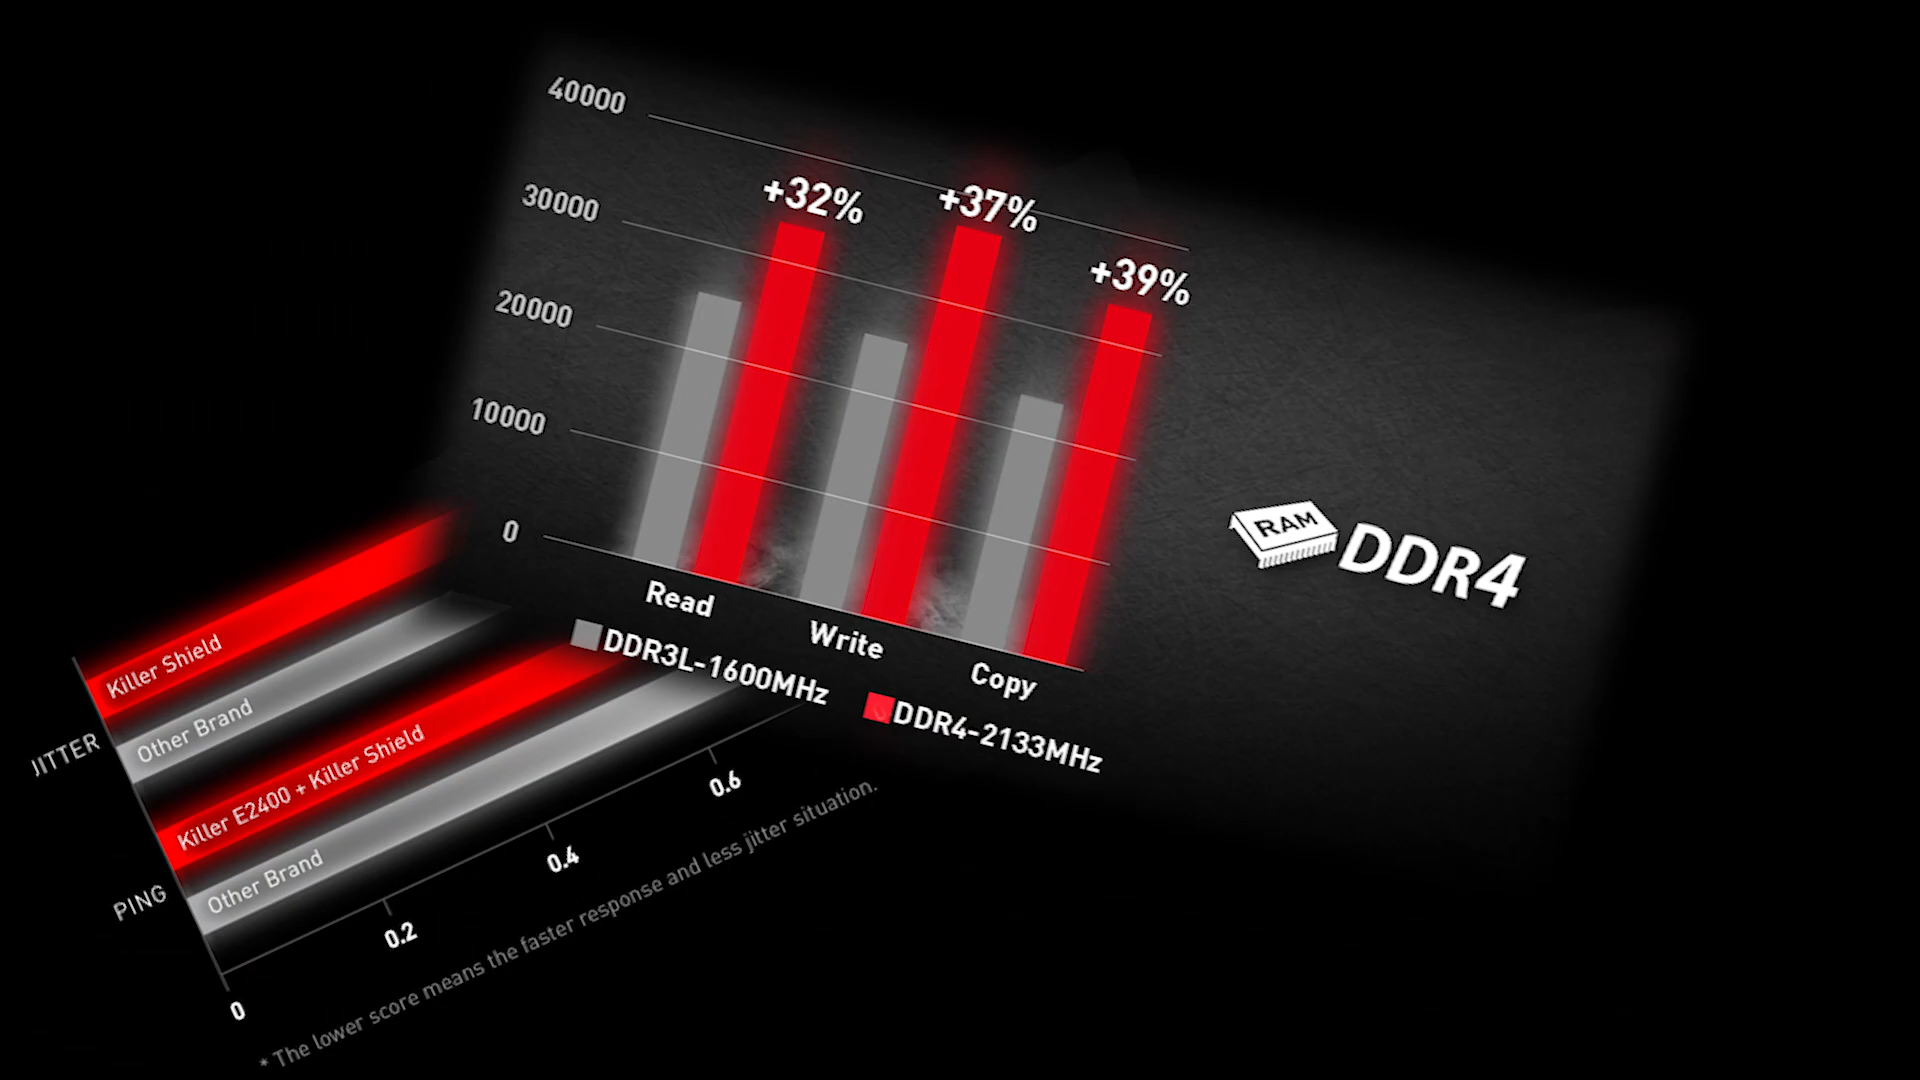 40000
30000
20000
10000
0
+32%
+37%
+39%
Read
Write
Copy
DDR3L-1600MHz
DDR4-2133MHz
RAM
DDR4
JITTER
Killer Shield
Other Brand
PING
Killer E2400 + Killer Shield
Other Brand
0
0.2
0.4
0.6
* The lower score means the faster response and less jitter situation.